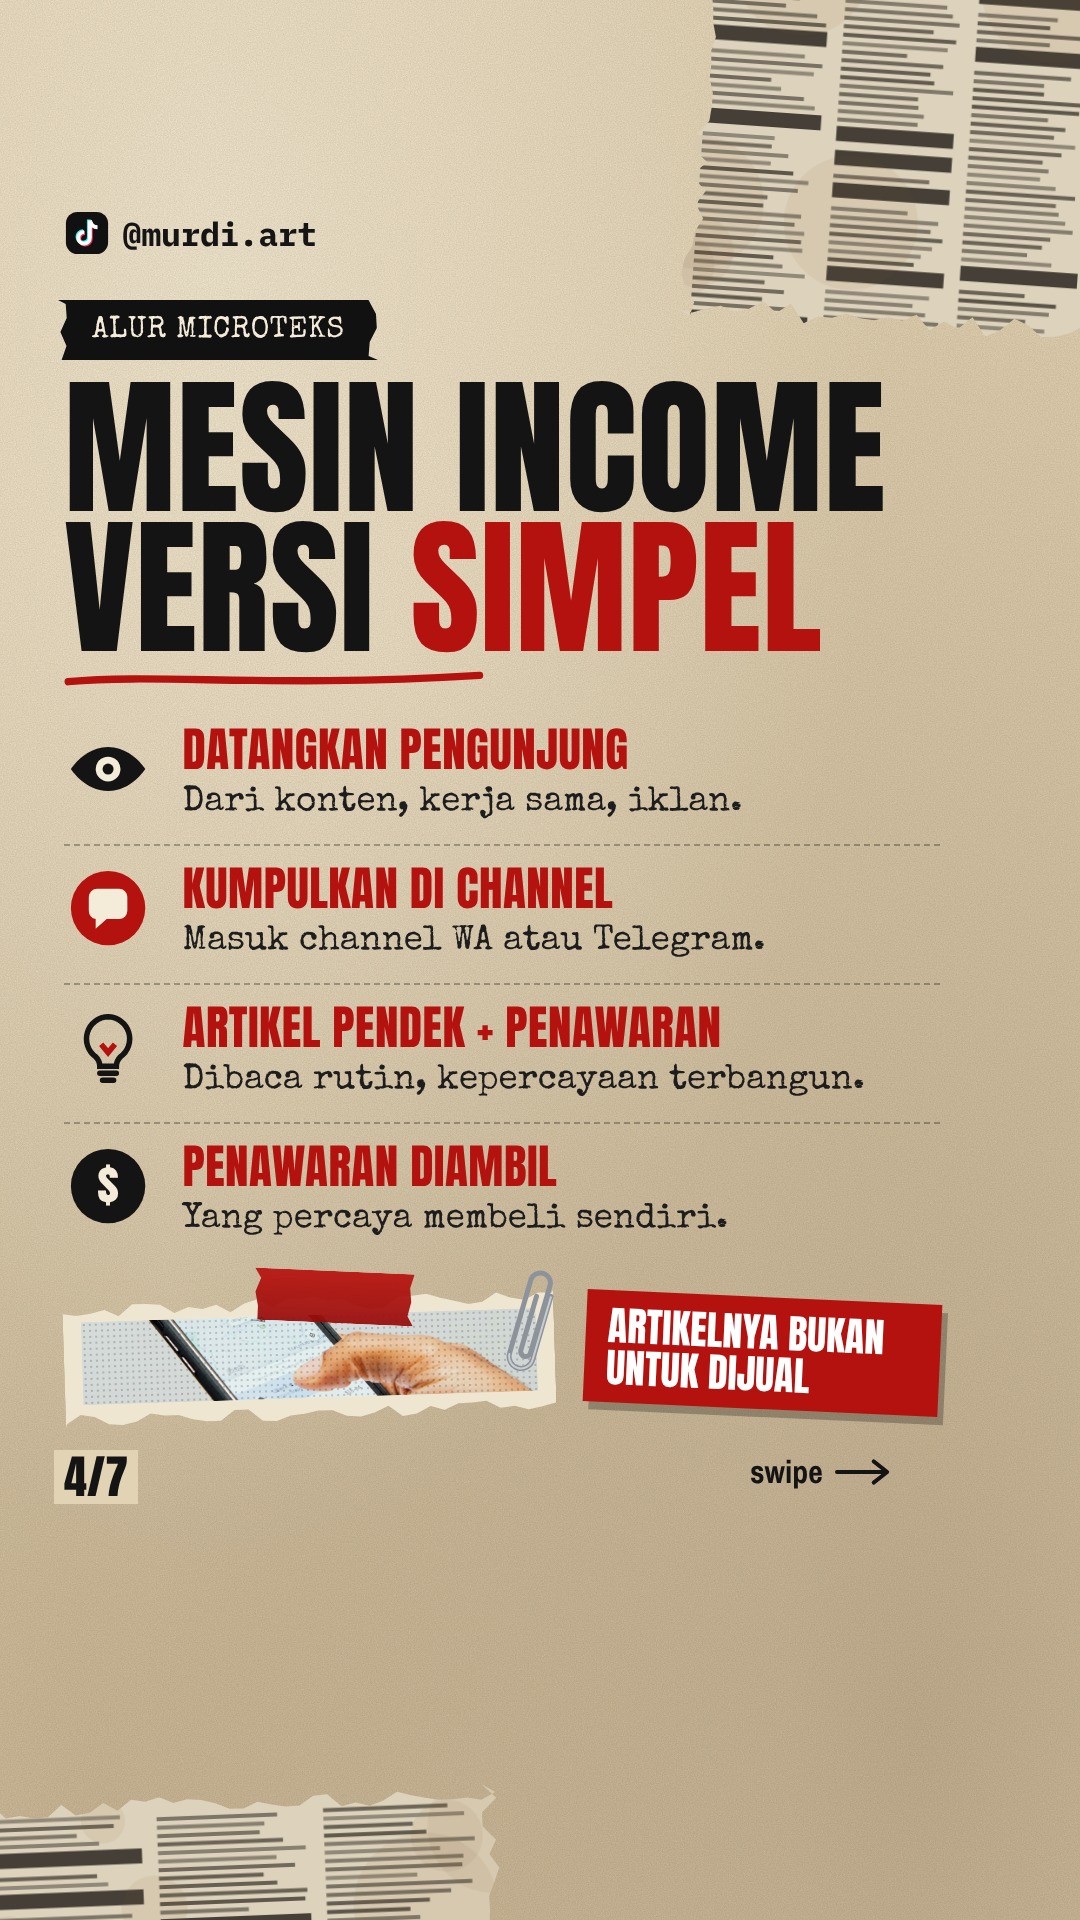 @murdi.art
ALUR MICROTEKS
MESIN INCOME
VERSI SIMPEL
DATANGKAN PENGUNJUNG
Dari konten, kerja sama, iklan.
KUMPULKAN DI CHANNEL
Masuk channel WA atau Telegram.
ARTIKEL PENDEK + PENAWARAN
Dibaca rutin, kepercayaan terbangun.
PENAWARAN DIAMBIL
Yang percaya membeli sendiri.
ARTIKELNYA BUKAN
UNTUK DIJUAL
4/7
swipe →